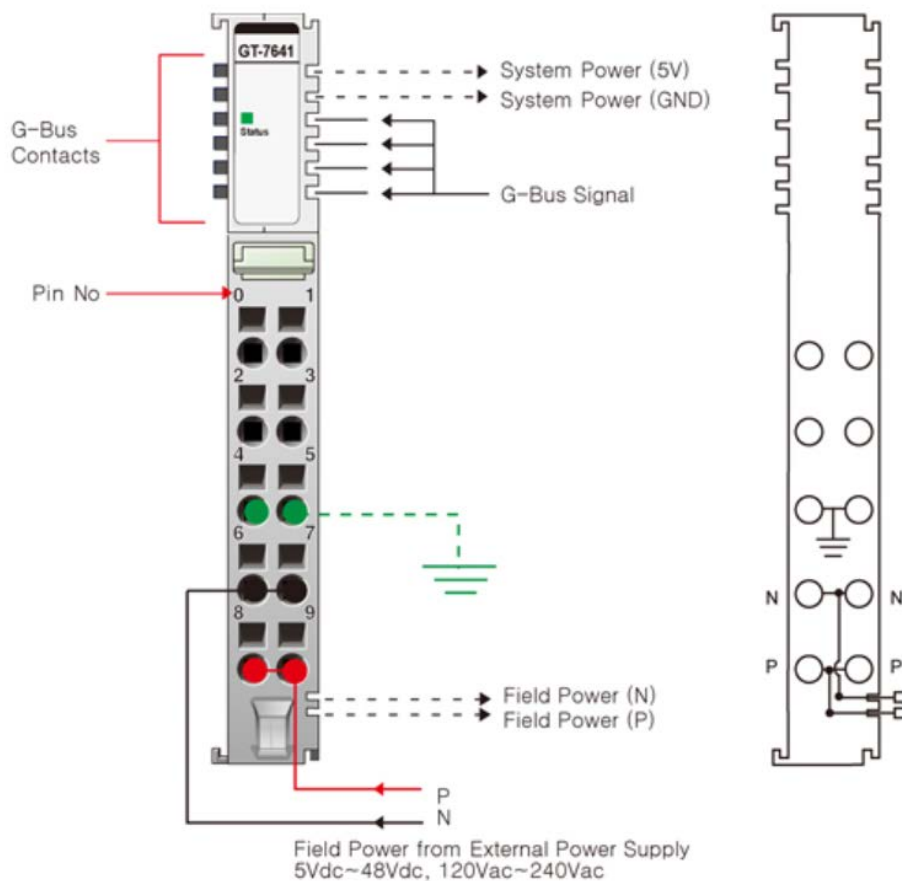 GT-7641
System Power (5V)
System Power (GND)
Status
G-Bus
Contacts
G-Bus Signal
Pin No
0 1
2 3
4 5
6 7
8 9
N N
P P
Field Power (N)
Field Power (P)
P
N
Field Power from External Power Supply
5Vdc~48Vdc, 120Vac~240Vac